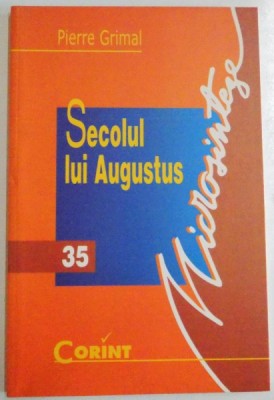 Pierre Grimal
Secolul
lui Augustus
Microsinteze
35
CORINT